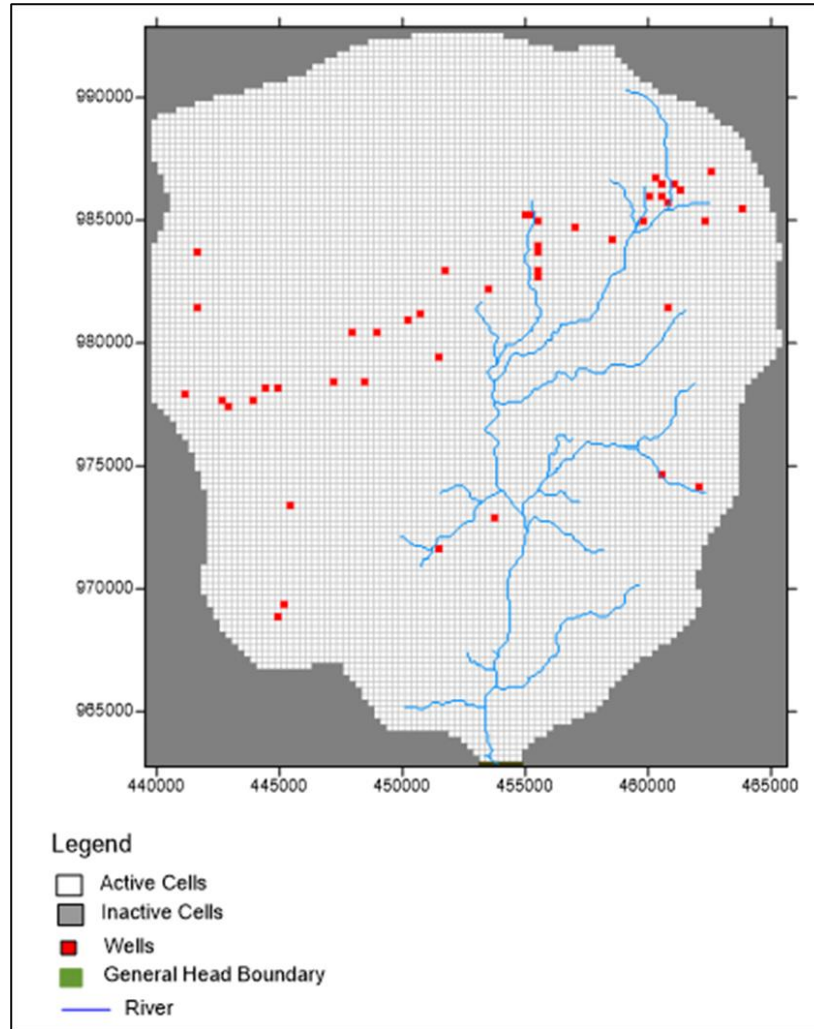 990000
985000
980000
975000
970000
965000
440000 445000 450000 455000 460000 465000
Legend
Active Cells
Inactive Cells
Wells
General Head Boundary
River